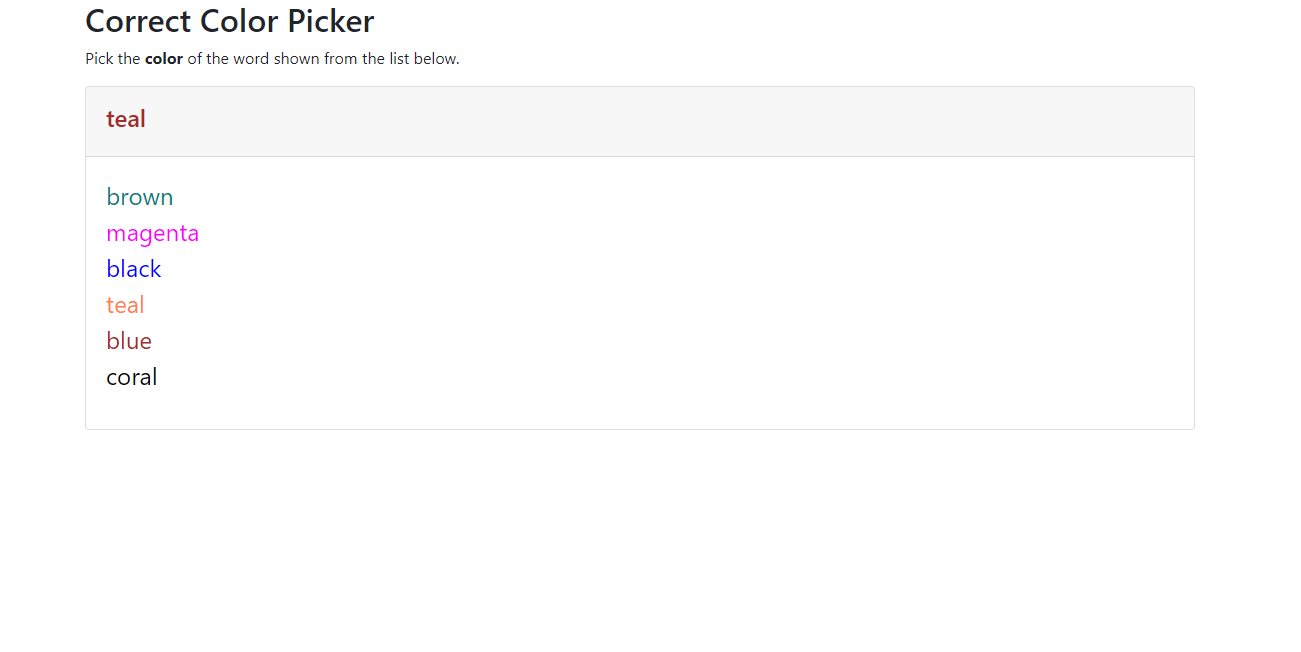 Correct Color Picker
Pick the color of the word shown from the list below.
teal
brown
magenta
black
teal
blue
coral